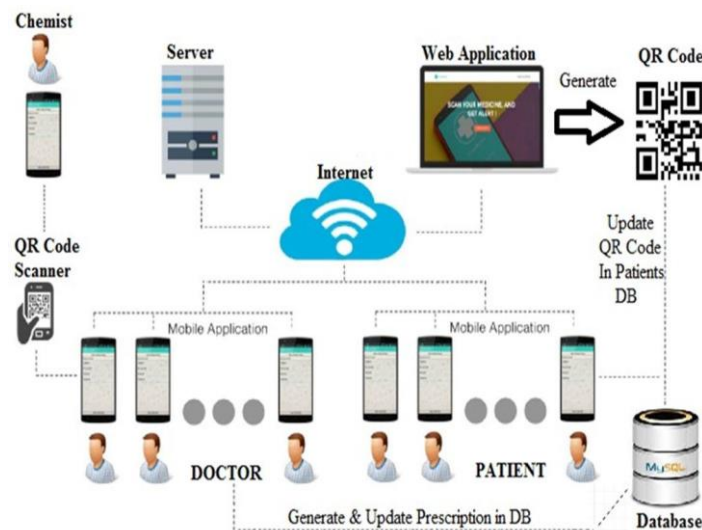 Chemist
Server
Web Application
QR Code
Generate
SCAN YOUR MEDICINE, AND
GET ALERT !
Internet
QR Code
Scanner
Update
QR Code
In Patients
DB
Mobile Application
Mobile Application
DOCTOR
PATIENT
MySQL
Generate & Update Prescription in DB
Database